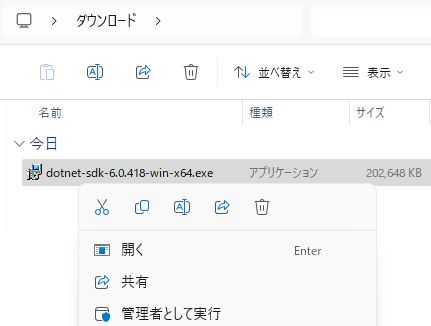 ダウンロード
並べ替え
表示
名前 種類 サイズ
今日
dotnet-sdk-6.0.418-win-x64.exe アプリケーション 202,648 KB
開く Enter
共有
管理者として実行